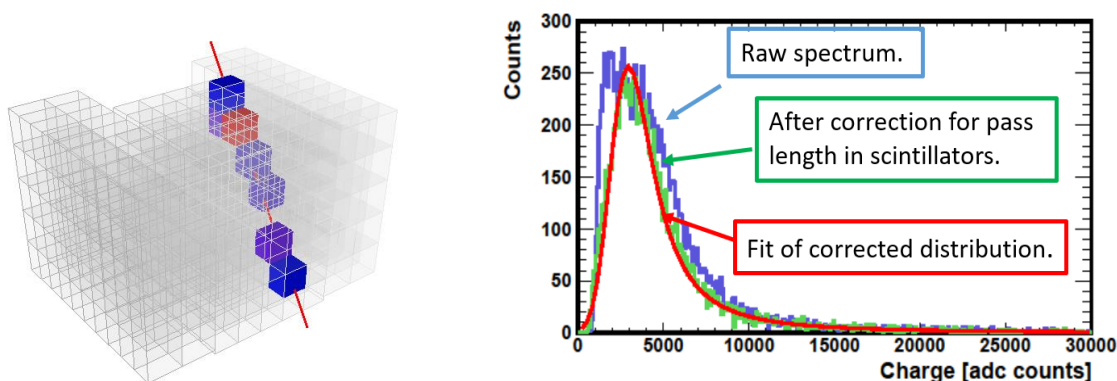 Counts
300
250
200
150
100
50
0
Raw spectrum.
After correction for pass
length in scintillators.
Fit of corrected distribution.
0 5000 10000 15000 20000 25000 30000
Charge [adc counts]